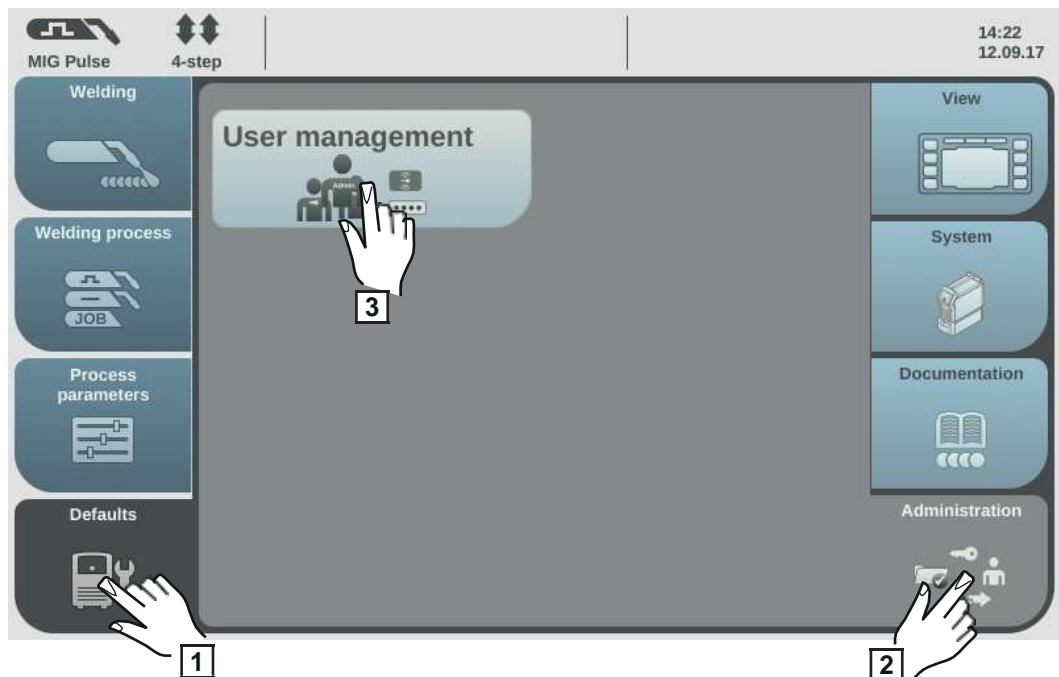 MIG Pulse
4-step
14:22
12.09.17
Welding
Welding process
JOB
Process
parameters
Defaults
User management
Admin
3
View
System
Documentation
Administration
1
2